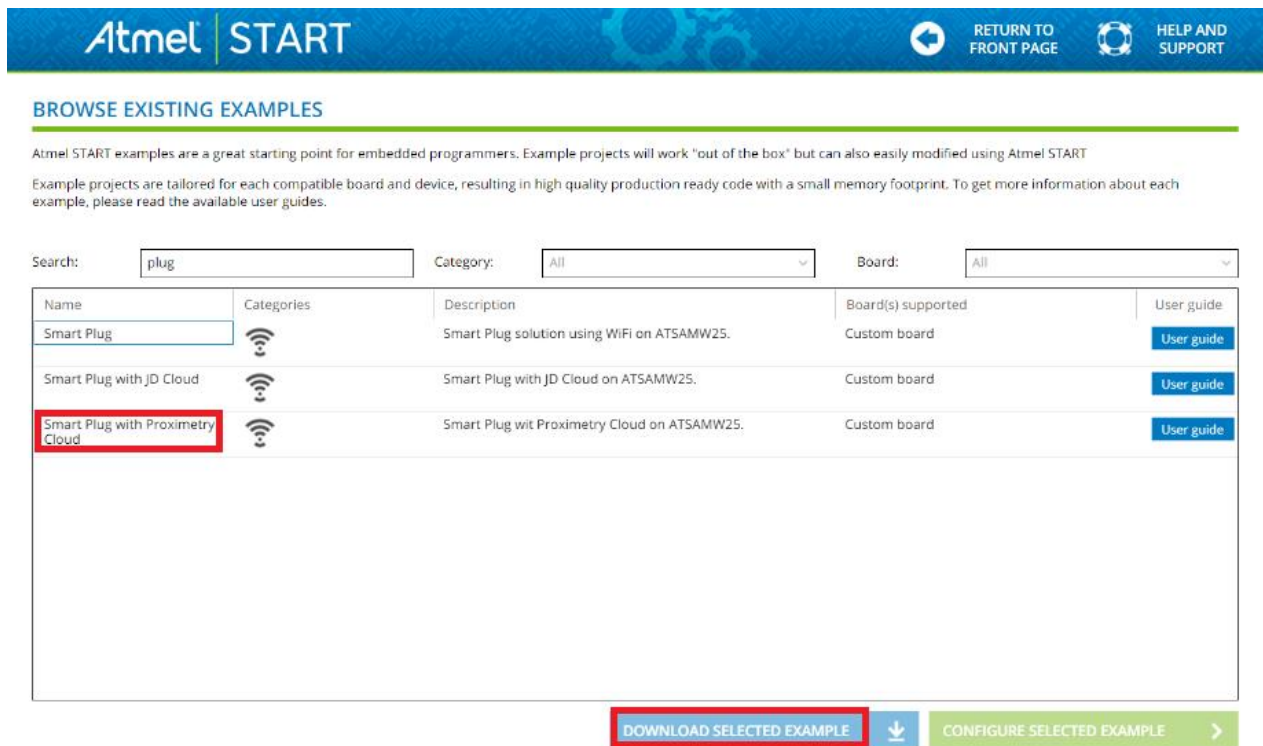 Atmel START
RETURN TO
FRONT PAGE
HELP AND
SUPPORT
BROWSE EXISTING EXAMPLES
Atmel START examples are a great starting point for embedded programmers. Example projects will work "out of the box" but can also easily modified using Atmel START
Example projects are tailored for each compatible board and device, resulting in high quality production ready code with a small memory footprint. To get more information about each
example, please read the available user guides.
Search: plug Category: All Board: All
Name Categories Description Board(s) supported User guide
Smart Plug Smart Plug solution using WiFi on ATSAMW25. Custom board User guide
Smart Plug with JD Cloud Smart Plug with JD Cloud on ATSAMW25. Custom board User guide
Smart Plug with Proximetry
Cloud
Smart Plug wit Proximetry Cloud on ATSAMW25. Custom board User guide
DOWNLOAD SELECTED EXAMPLE CONFIGURE SELECTED EXAMPLE